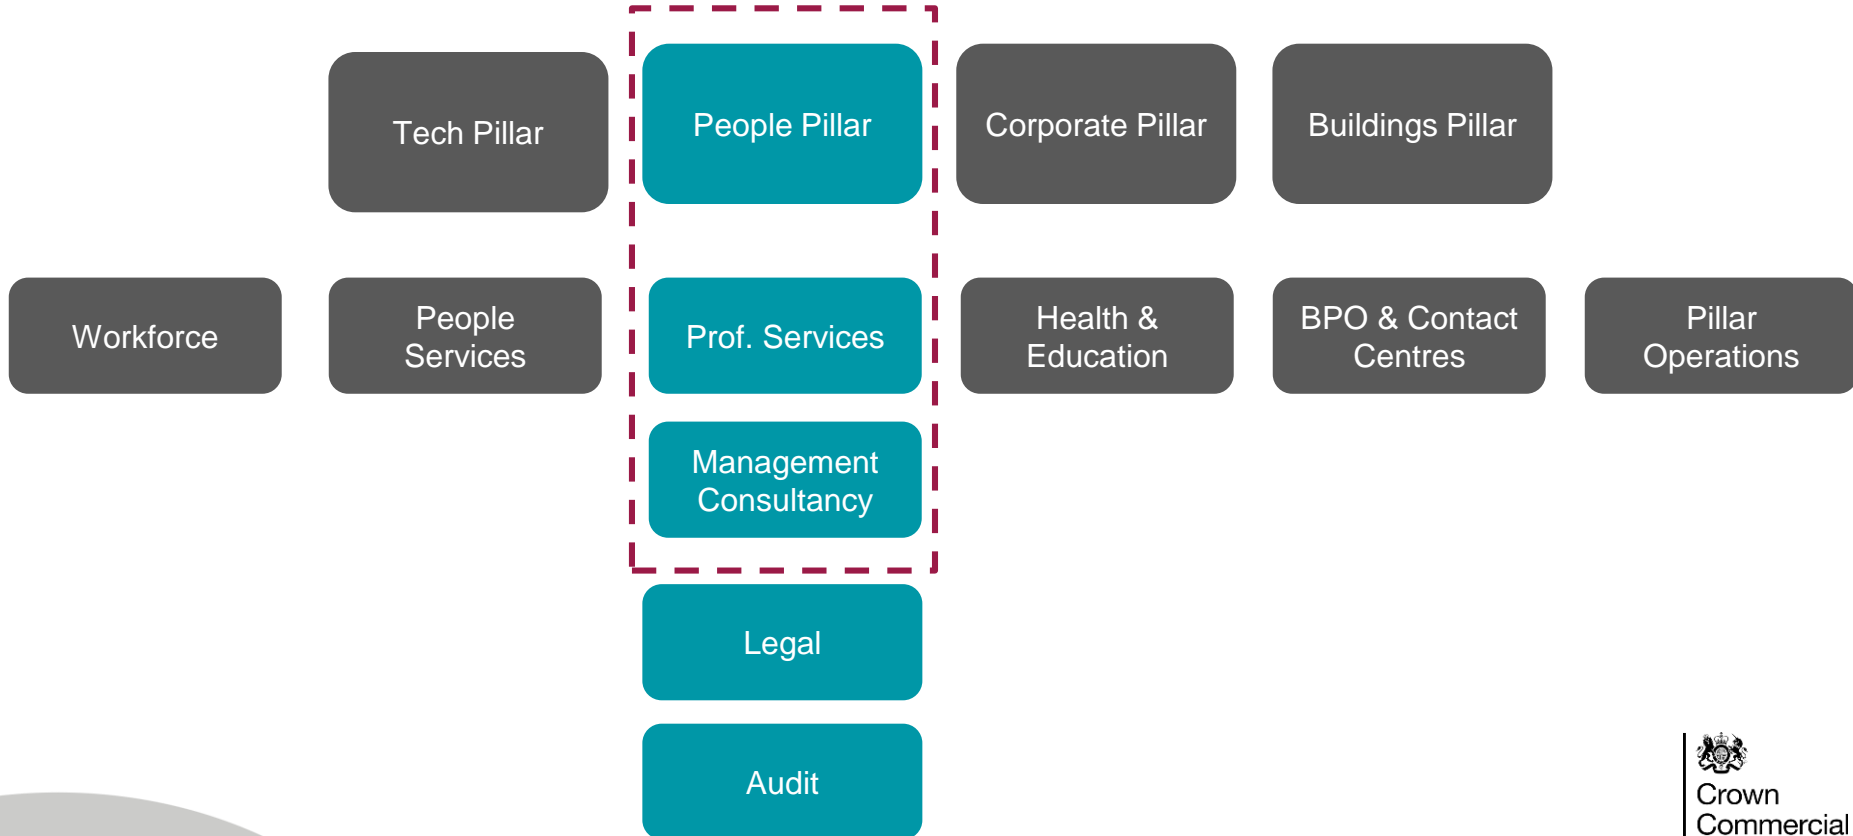 Tech Pillar
People Pillar
Corporate Pillar
Buildings Pillar
Workforce
People
Services
Prof. Services
Health &
Education
BPO & Contact
Centres
Pillar
Operations
Management
Consultancy
Legal
Audit
Crown
Commercial